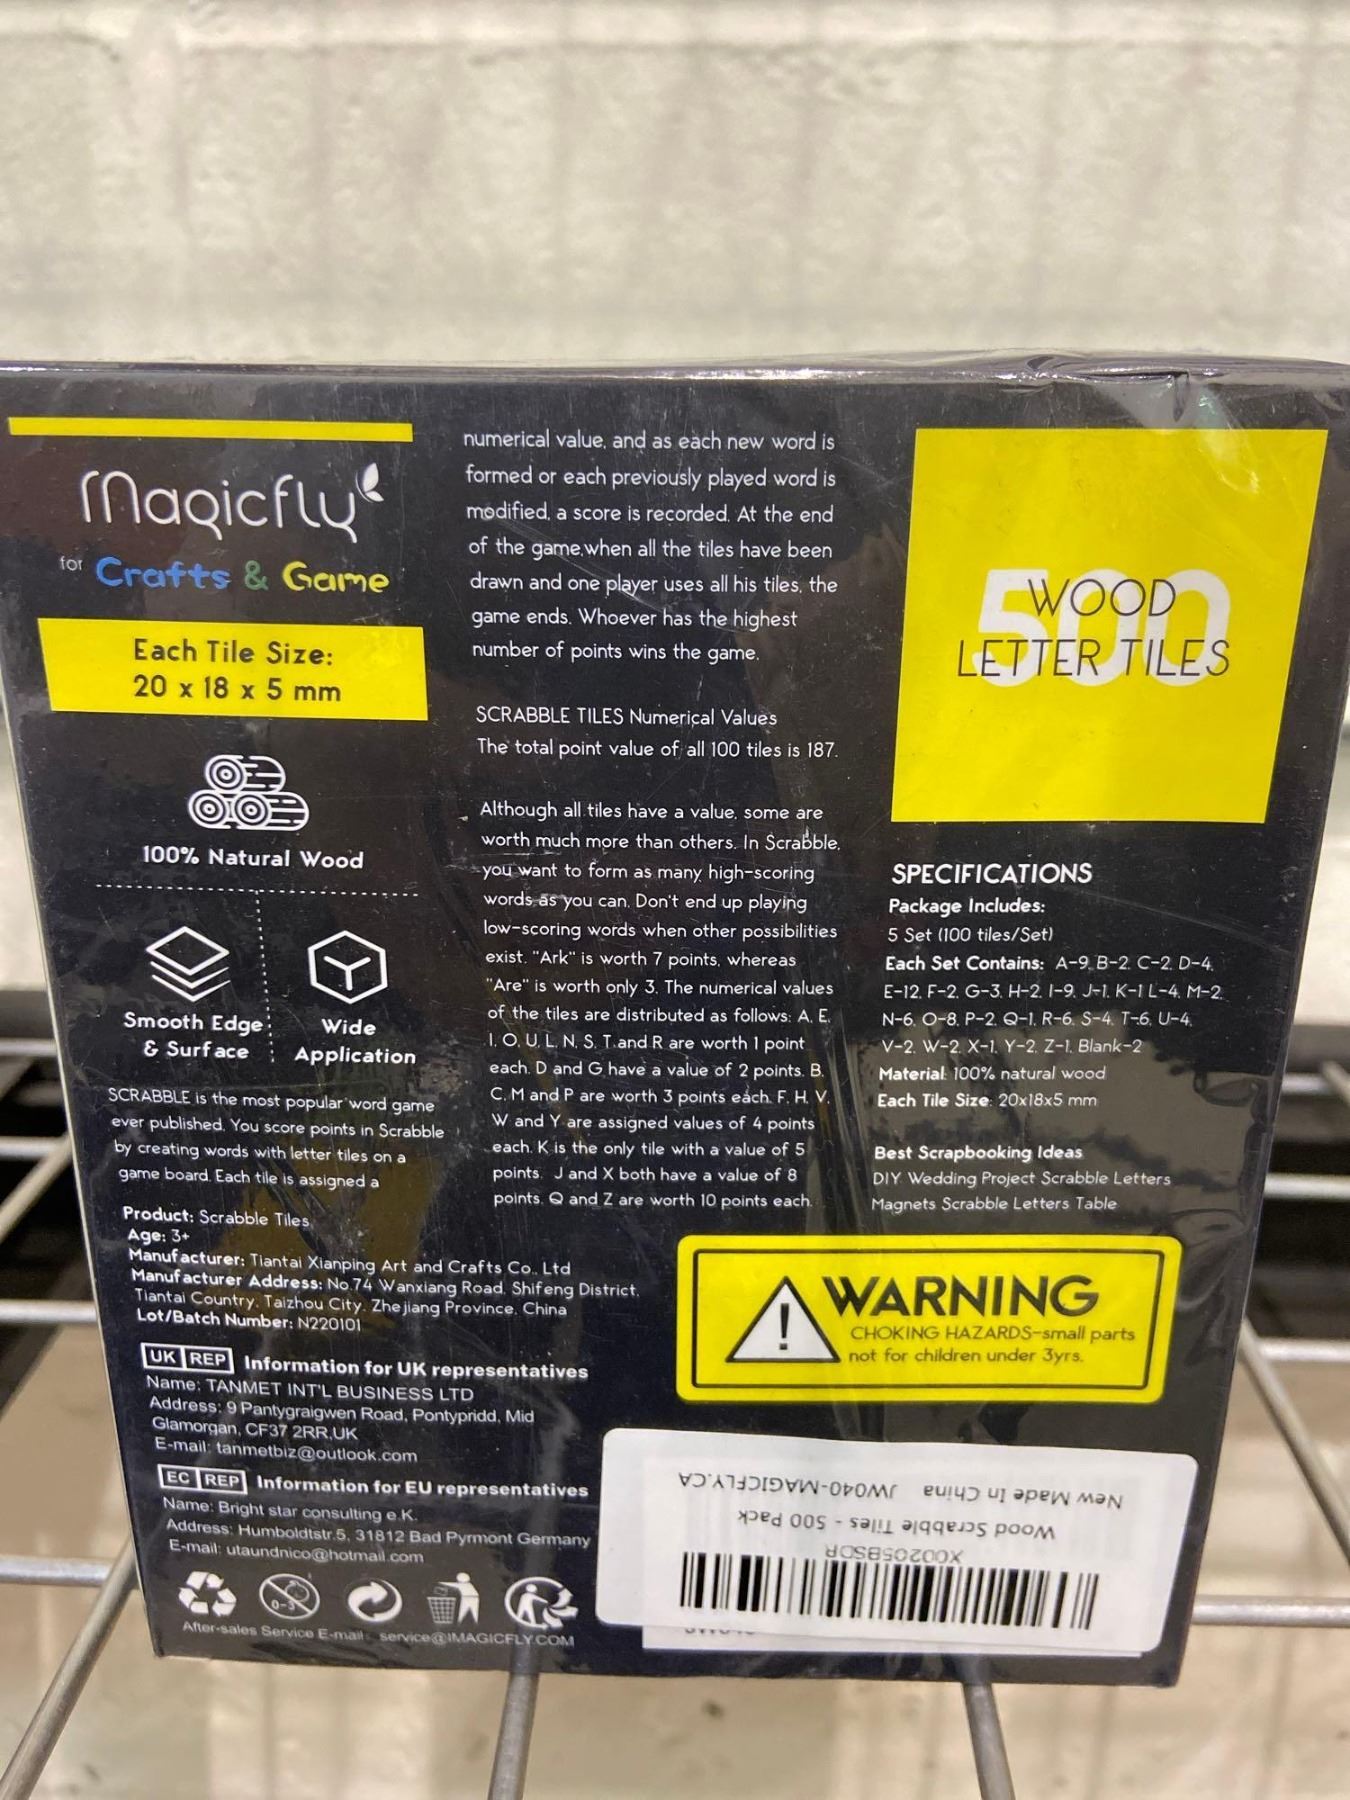 Magicfly
for Crafts & Game
Each Tile Size:
20 x 18 x 5 mm
100% Natural Wood
Smooth Edge
& Surface
Wide
Application
SCRABBLE is the most popular word game
ever published. You score points in Scrabble
by creating words with letter tiles on a
game board. Each tile is assigned a
numerical value, and as each new word is
formed or each previously played word is
modified, a score is recorded. At the end
of the game,when all the tiles have been
drawn and one player uses all his tiles, the
game ends. Whoever has the highest
number of points wins the game.
SCRABBLE TILES Numerical Values
The total point value of all 100 tiles is 187.
Although all tiles have a value, some are
worth much more than others. In Scrabble,
you want to form as many high-scoring
words as you can. Don't end up playing
low-scoring words when other possibilities
exist. "Ark" is worth 7 points, whereas
"Are" is worth only 3. The numerical values
of the tiles are distributed as follows: A, E,
I, O, U, L, N, S, T and R are worth 1 point
each. D and G have a value of 2 points. B,
C, M and P are worth 3 points each. F, H, V,
W and Y are assigned values of 4 points
each. K is the only tile with a value of 5
points. J and X both have a value of 8
points. Q and Z are worth 10 points each.
500
WOOD
LETTER TILES
SPECIFICATIONS
Package Includes:
5 Set (100 tiles/Set)
Each Set Contains: A-9, B-2, C-2, D-4,
E-12, F-2, G-3, H-2, I-9, J-1, K-1 L-4, M-2,
N-6, O-8, P-2, Q-1, R-6, S-4, T-6, U-4,
V-2, W-2, X-1, Y-2, Z-1, Blank-2
Material: 100% natural wood
Each Tile Size: 20x18x5 mm
Best Scrapbooking Ideas
DIY Wedding Project Scrabble Letters
Magnets Scrabble Letters Table
Product: Scrabble Tiles
Age: 3+
Manufacturer: Tiantai Xianping Art and Crafts Co., Ltd
Manufacturer Address: No.74 Wanxiang Road, Shifeng District,
Tiantai Country, Taizhou City, Zhejiang Province, China
Lot/Batch Number: N220101
UK REP Information for UK representatives
Name: TANMET INT'L BUSINESS LTD
Address: 9 Pantygraigwen Road, Pontypridd, Mid
Glamorgan, CF37 2RR,UK
E-mail: tanmetbiz@outlook.com
EC REP Information for EU representatives
Name: Bright star consulting e.K.
Address: Humboldtstr.5, 31812 Bad Pyrmont Germany
E-mail: utaundnico@hotmail.com
0-3
After-sales Service E-mail: service@IMAGICFLY.COM
WARNING
CHOKING HAZARDS-small parts
not for children under 3yrs.
X00205BSDR
Wood Scrabble Tiles - 500 Pack
New Made In China JW040-MAGICFLY.CA